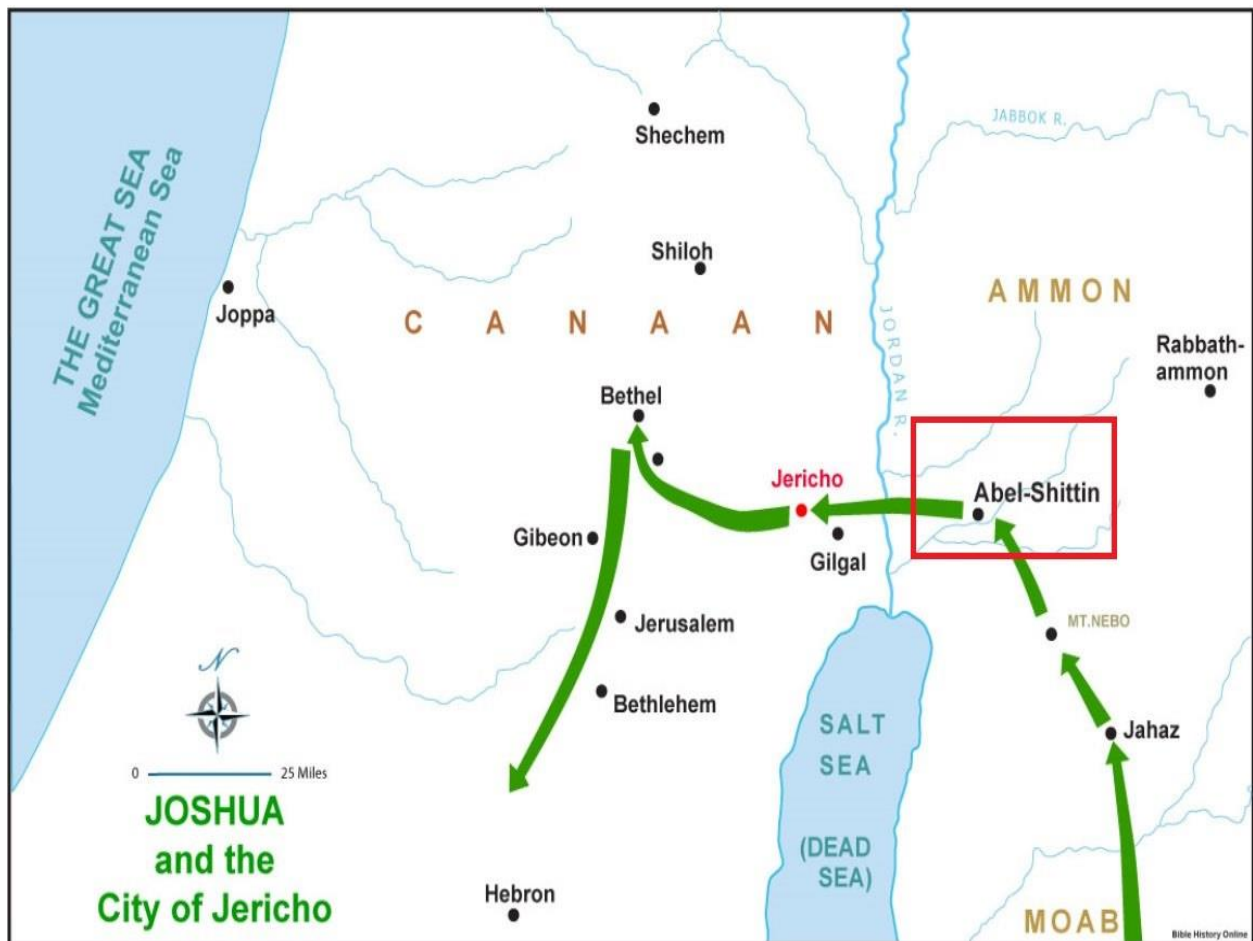 THE GREAT SEA
Mediterranean Sea
Shechem
JABBOK R.
Shiloh
AMMON
Joppa
CANAAN
JORDAN R.
Rabbath-
ammon
Bethel
Jericho
Abel-Shittin
Gibeon
Gilgal
Jerusalem
MT.NEBO
Bethlehem
N
SALT
SEA
(DEAD
SEA)
Jahaz
0
25 Miles
JOSHUA
and the
City of Jericho
Hebron
MOAB
Bible History Online